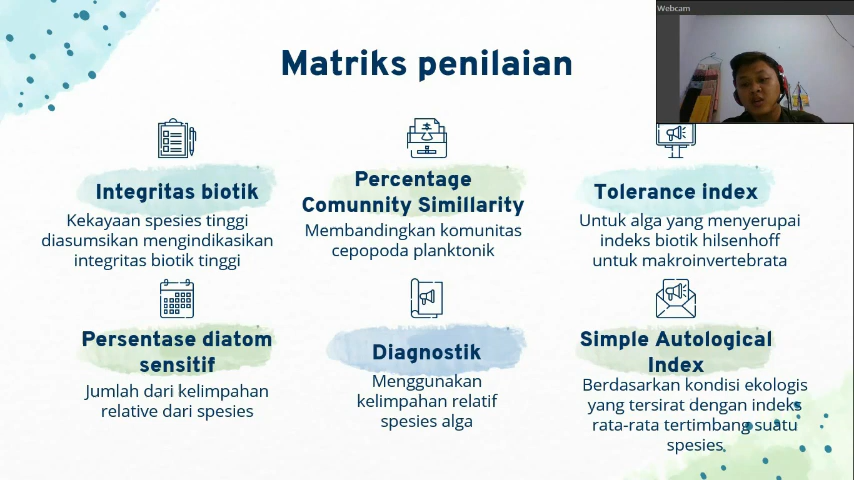 Webcam
Matriks penilaian
Integritas biotik
Kekayaan spesies tinggi
diasumsikan mengindikasikan
integritas biotik tinggi
Percentage
Comunnity Simillarity
Membandingkan komunitas
cepopoda planktonik
Tolerance index
Untuk alga yang menyerupai
indeks biotik hilsenhoff
untuk makroinvertebrata
Persentase diatom
sensitif
Jumlah dari kelimpahan
relative dari spesies
Diagnostik
Menggunakan
kelimpahan relatif
spesies alga
Simple Autological
Index
Berdasarkan kondisi ekologis
yang tersirat dengan indeks
rata-rata tertimbang suatu
spesies